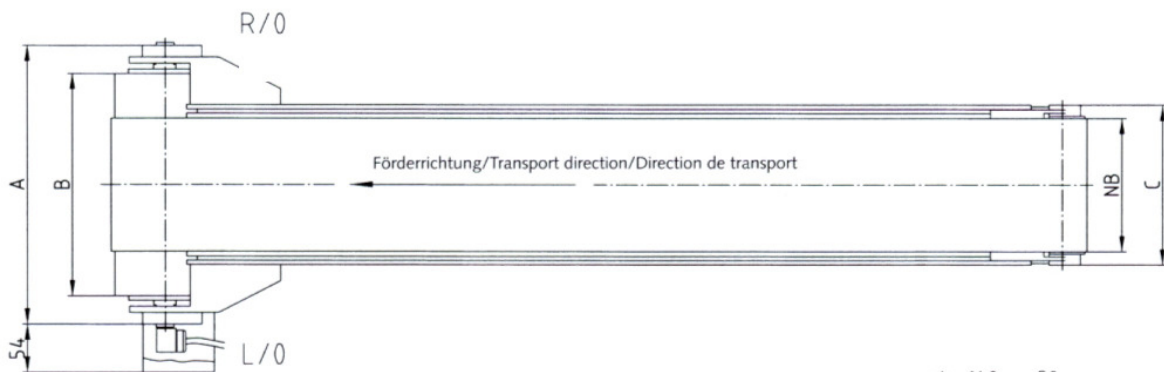 R/0
A
B
Förderrichtung/Transport direction/Direction de transport
NB
C
54
L/0